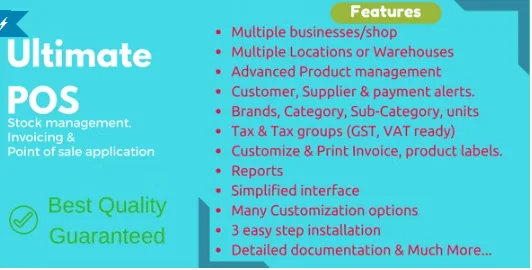 Ultimate
POS
Stock management.
Invoicing &
Point of sale application
Best Quality
Guaranteed
Features
• Multiple businesses/shop
• Multiple Locations or Warehouses
• Advanced Product management
• Customer, Supplier & payment alerts.
• Brands, Category, Sub-Category, units
• Tax & Tax groups (GST, VAT ready)
• Customize & Print Invoice, product labels.
• Reports
• Simplified interface
• Many Customization options
• 3 easy step installation
• Detailed documentation & Much More...